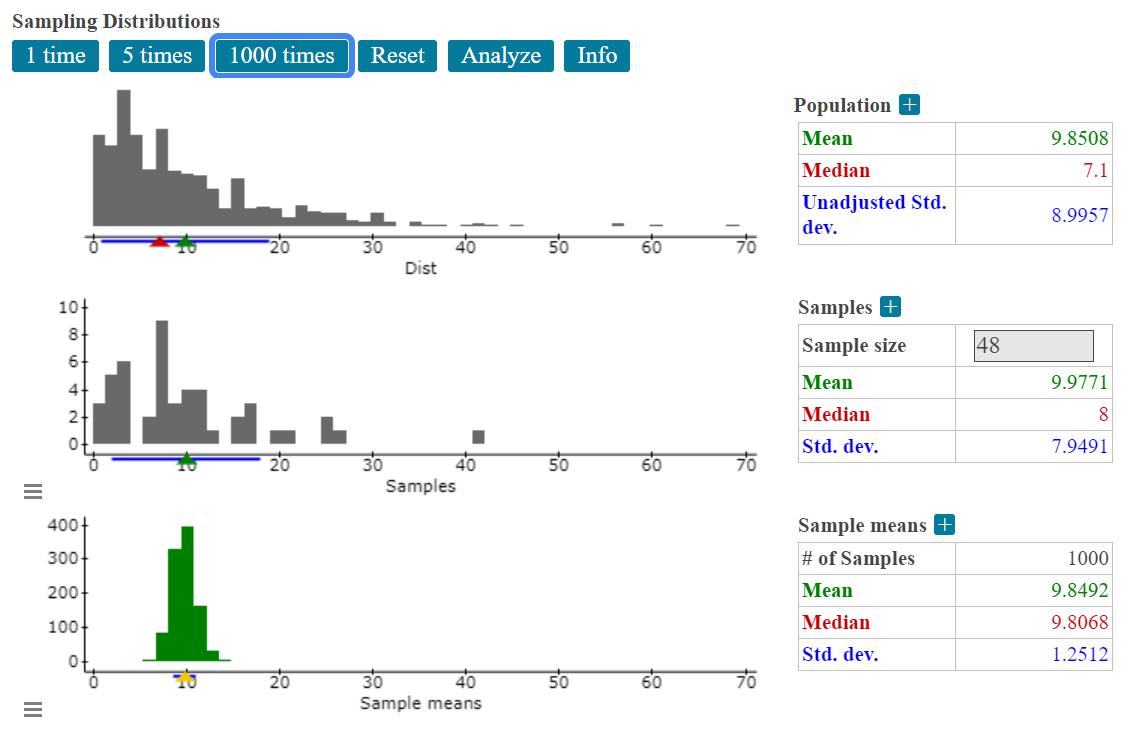 Sampling Distributions
1 time 5 times 1000 times Reset Analyze Info
0 10 20 30 40 50 60 70
Dist
Population +
Mean 9.8508
Median 7.1
Unadjusted Std. dev. 8.9957
10
8
6
4
2
0
0 10 20 30 40 50 60 70
Samples
Samples +
Sample size 48
Mean 9.9771
Median 8
Std. dev. 7.9491
400
300
200
100
0
0 10 20 30 40 50 60 70
Sample means
Sample means +
# of Samples 1000
Mean 9.8492
Median 9.8068
Std. dev. 1.2512